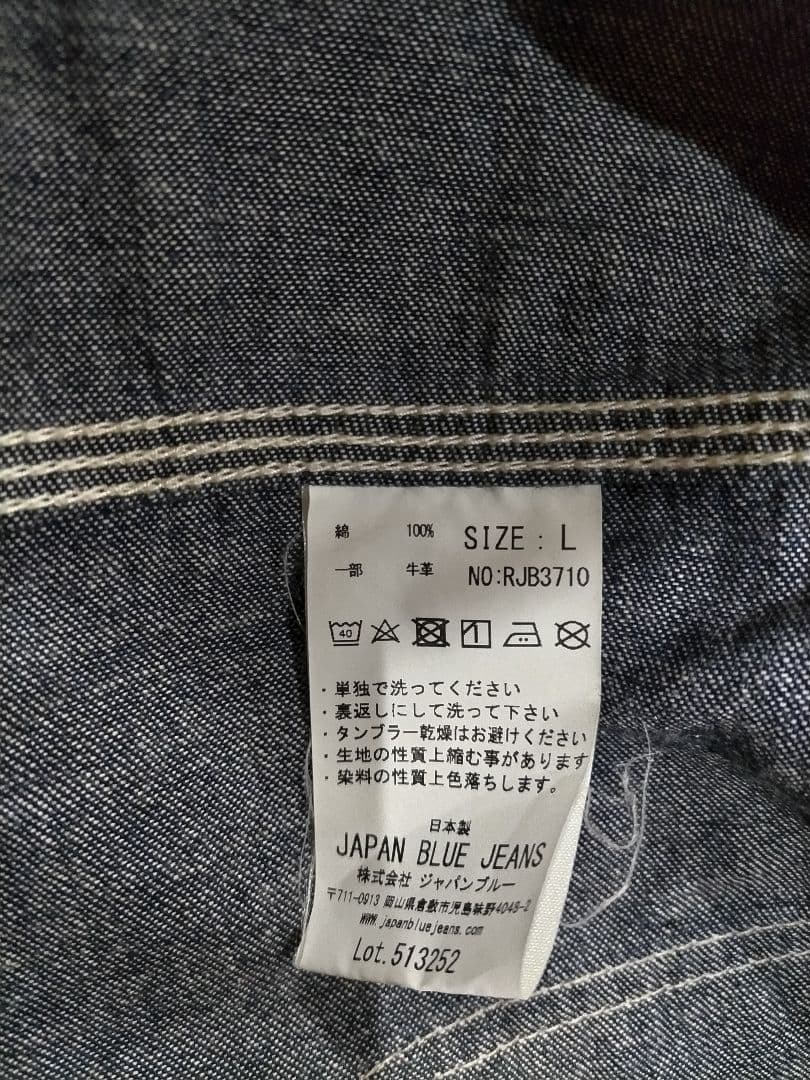 綿 100% SIZE : L
一部 牛革 NO:RJB3710
40
・単独で洗ってください
・裏返しにして洗って下さい
・タンブラー乾燥はお避けください
・生地の性質上縮む事があります
・染料の性質上色落ちします。
日本製
JAPAN BLUE JEANS
株式会社 ジャパンブルー
〒711-0913 岡山県倉敷市児島味野4048-2
www.japanbluejeans.com
Lot.513252